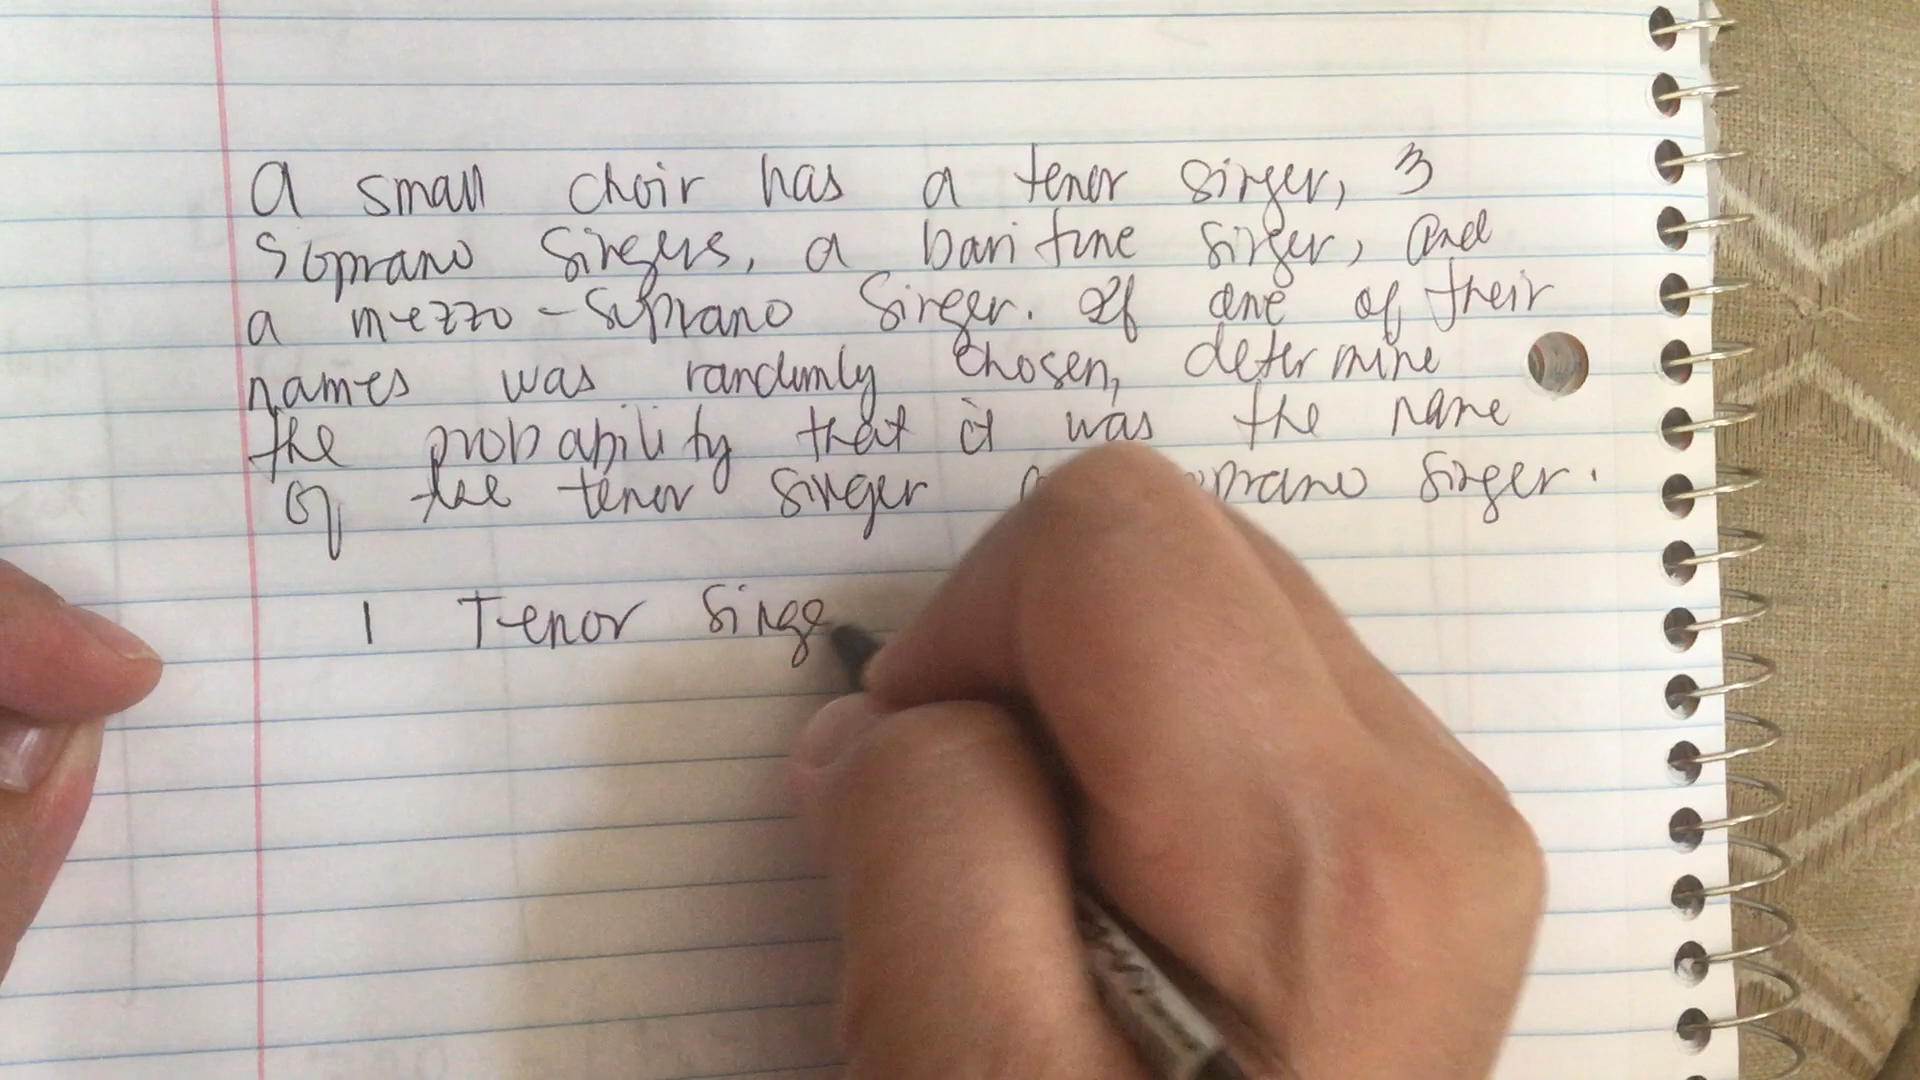 a small choir has a tenor singer, 3
soprano singers, a baritone singer, and
a mezzo-soprano singer. If one of their
names was randomly chosen, determine
the probability that it was the name
of the tenor singer singer.
1 Tenor Singe